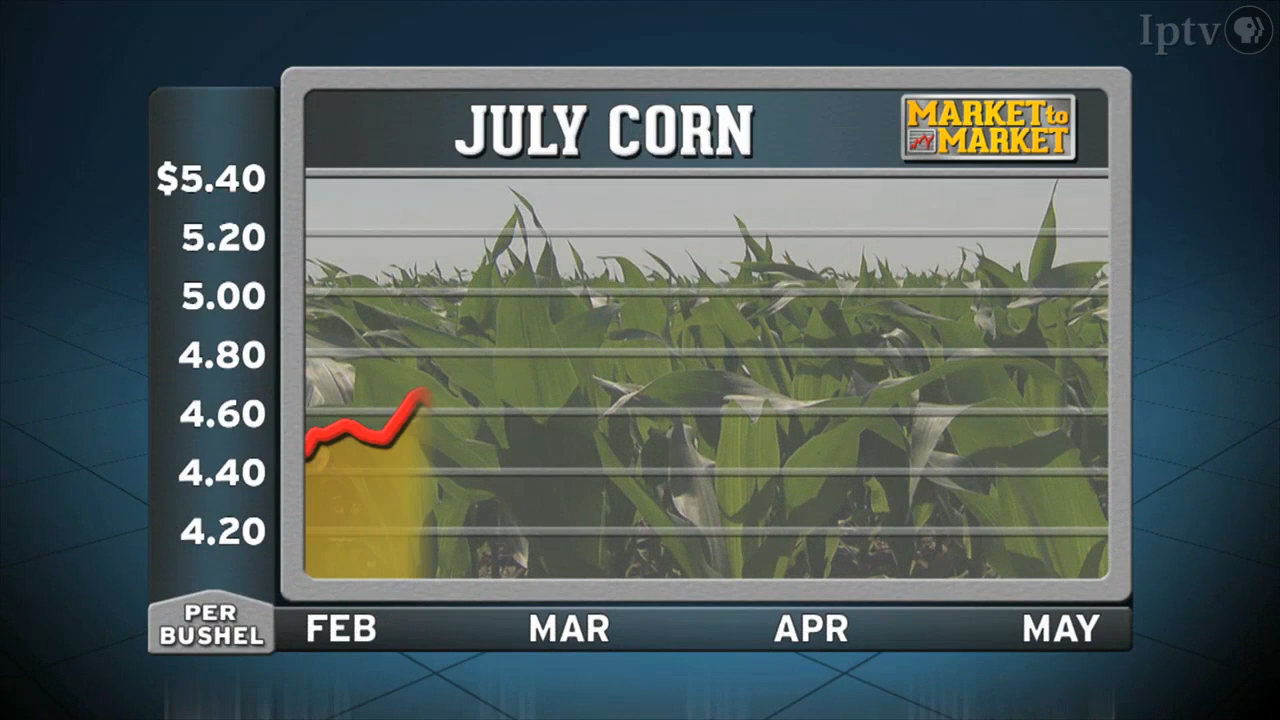 Iptv
JULY CORN
MARKET to
MARKET
$5.40
5.20
5.00
4.80
4.60
4.40
4.20
PER
BUSHEL
FEB MAR APR MAY